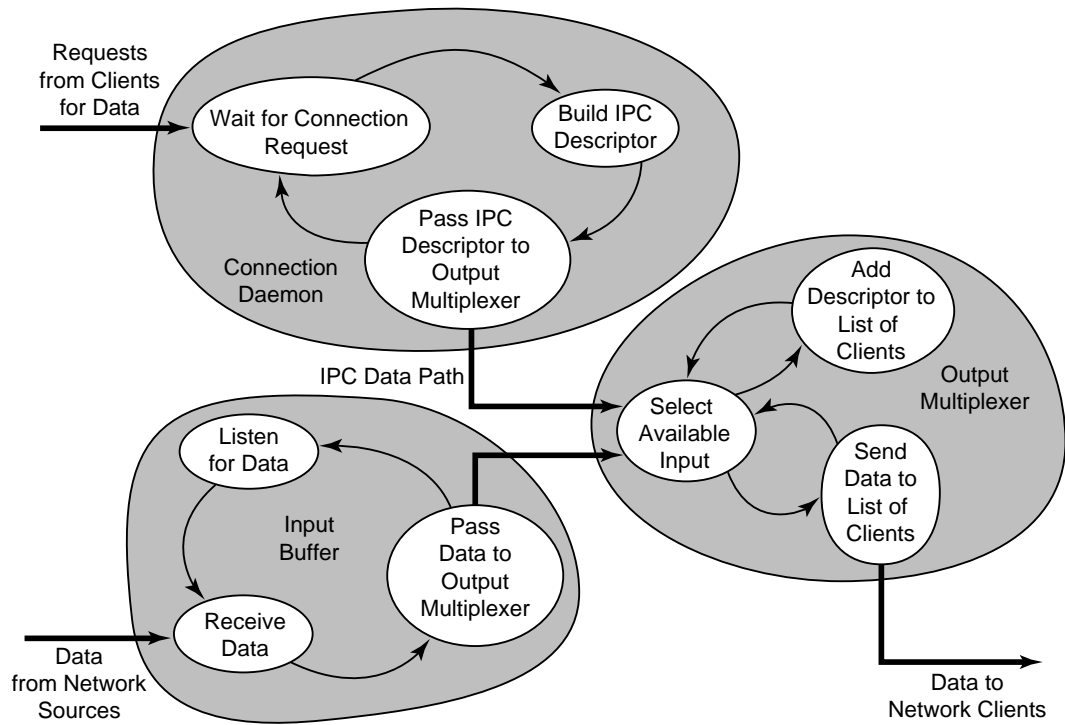 Requests
from Clients
for Data
Wait for Connection
Request
Build IPC
Descriptor
Pass IPC
Descriptor to
Output
Multiplexer
Connection
Daemon
IPC Data Path
Add
Descriptor to
List of
Clients
Output
Multiplexer
Select
Available
Input
Send
Data to
List of
Clients
Listen
for Data
Input
Buffer
Pass
Data to
Output
Multiplexer
Receive
Data
Data
from Network
Sources
Data to
Network Clients